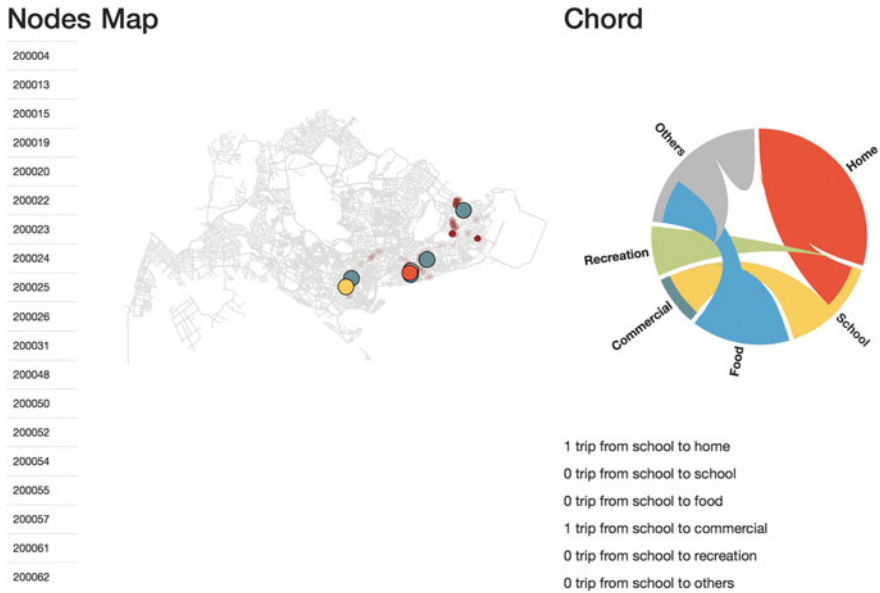 Nodes Map
Chord
200004
200013
200015
200019
200020
200022
200023
200024
200025
200026
200031
200048
200050
200052
200054
200055
200057
200061
200062
Others
Home
Recreation
Commercial
Food
School
1 trip from school to home
0 trip from school to school
0 trip from school to food
1 trip from school to commercial
0 trip from school to recreation
0 trip from school to others